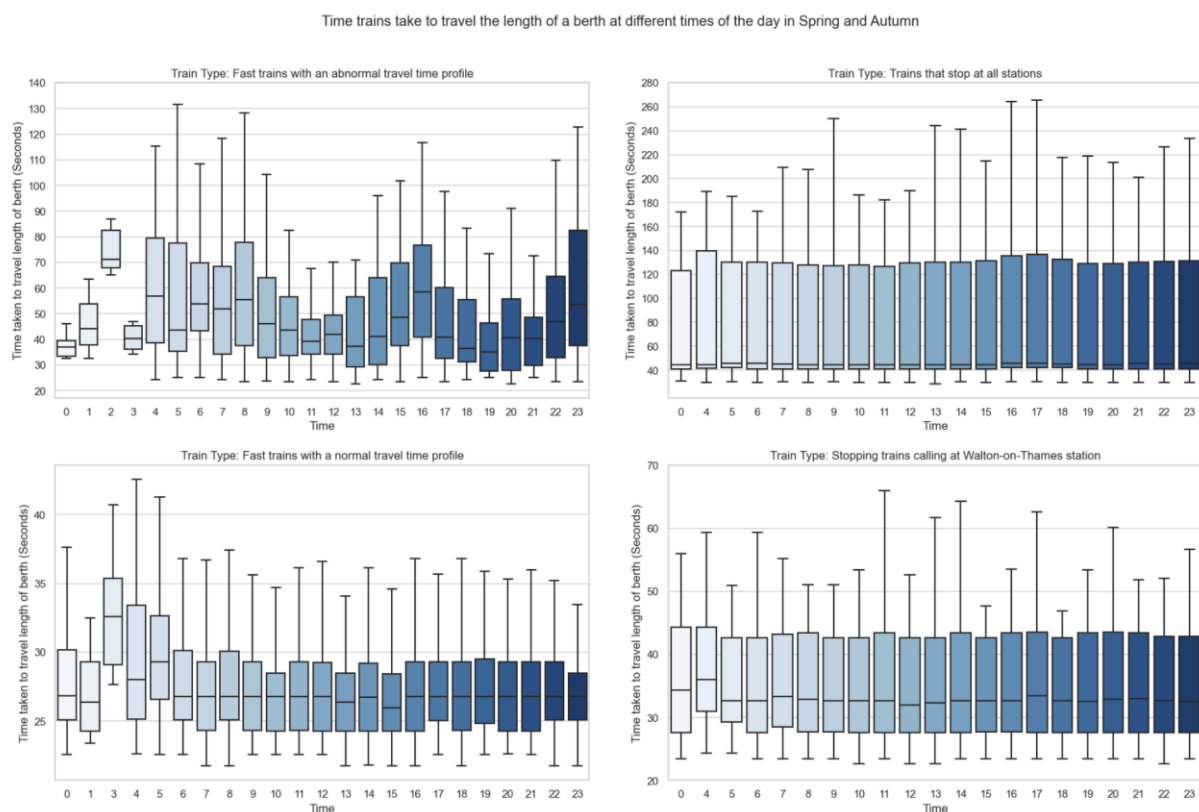 Time trains take to travel the length of a berth at different times of the day in Spring and Autumn
Train Type: Fast trains with an abnormal travel time profile
Time taken to travel length of berth (Seconds)
140
130
120
110
100
90
80
70
60
50
40
30
20
0 1 2 3 4 5 6 7 8 9 10 11 12 13 14 15 16 17 18 19 20 21 22 23
Time
Train Type: Trains that stop at all stations
Time taken to travel length of berth (Seconds)
280
260
240
220
200
180
160
140
120
100
80
60
40
0 4 5 6 7 8 9 10 11 12 13 14 15 16 17 18 19 20 21 22 23
Time
Train Type: Fast trains with a normal travel time profile
Time taken to travel length of berth (Seconds)
40
35
30
25
0 1 3 4 5 6 7 8 9 10 11 12 13 14 15 16 17 18 19 20 21 22 23
Time
Train Type: Stopping trains calling at Walton-on-Thames station
Time taken to travel length of berth (Seconds)
70
60
50
40
30
20
0 4 5 6 7 8 9 10 11 12 13 14 15 16 17 18 19 20 21 22 23
Time